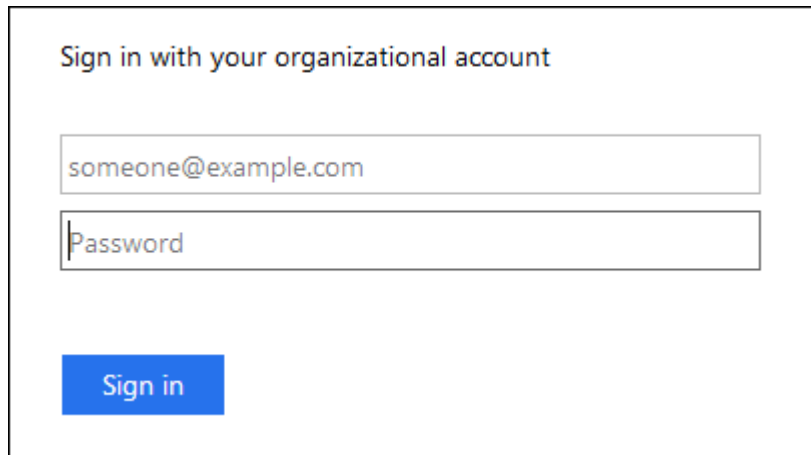 Sign in with your organizational account
someone@example.com
Password
Sign in